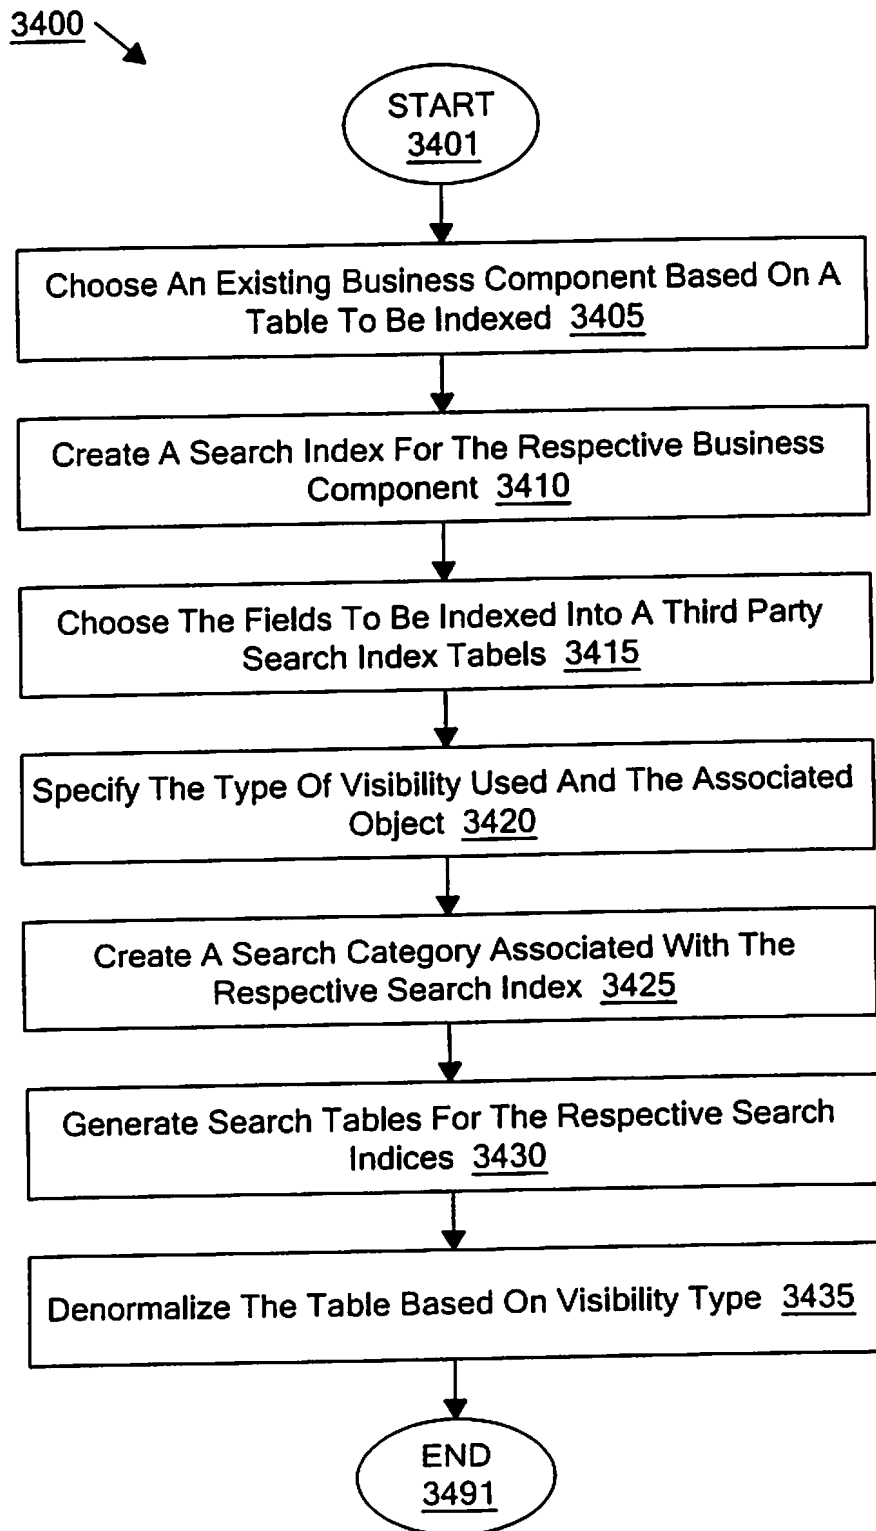 3400
START
3401
Choose An Existing Business Component Based On A
Table To Be Indexed 3405
Create A Search Index For The Respective Business
Component 3410
Choose The Fields To Be Indexed Into A Third Party
Search Index Tabels 3415
Specify The Type Of Visibility Used And The Associated
Object 3420
Create A Search Category Associated With The
Respective Search Index 3425
Generate Search Tables For The Respective Search
Indices 3430
Denormalize The Table Based On Visibility Type 3435
END
3491